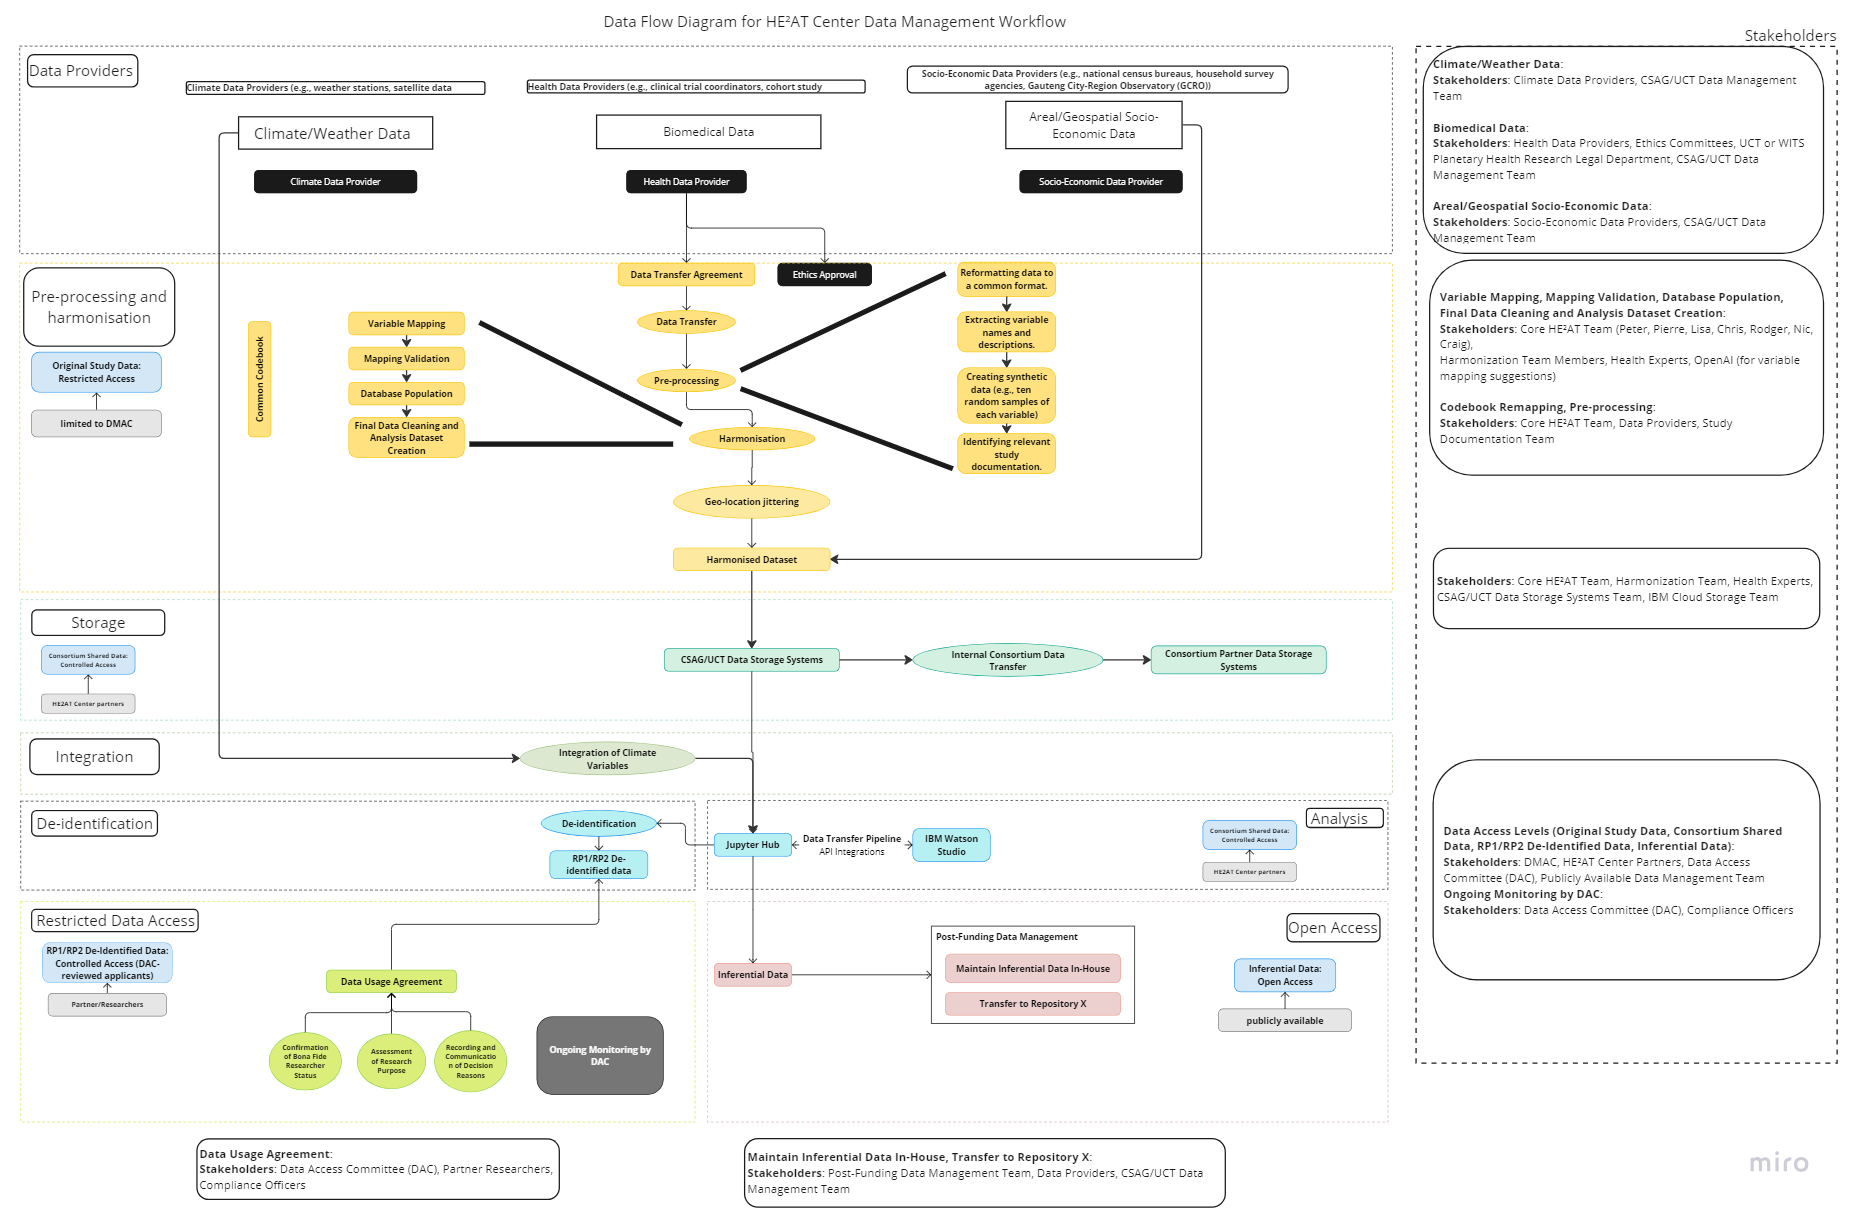 Data Flow Diagram for HE²AT Center Data Management Workflow
Data Providers
Climate Data Providers (e.g., weather stations, satellite data
Health Data Providers (e.g., clinical trial coordinators, cohort study
Socio-Economic Data Providers (e.g., national census bureaus, household survey
agencies, Gauteng City-Region Observatory (GCRO))
Climate/Weather Data
Biomedical Data
Areal/Geospatial Socio-
Economic Data
Climate Data Provider
Health Data Provider
Socio-Economic Data Provider
Pre-processing and
harmonisation
Original Study Data:
Restricted Access
limited to DMAC
Common Codebook
Variable Mapping
Mapping Validation
Database Population
Final Data Cleaning and
Analysis Dataset
Creation
Data Transfer Agreement
Ethics Approval
Data Transfer
Pre-processing
Harmonisation
Geo-location jittering
Harmonised Dataset
Reformatting data to
a common format.
Extracting variable
names and
descriptions.
Creating synthetic
data (e.g., ten
random samples of
each variable)
Identifying relevant
study
documentation.
Storage
Consortium Shared Data:
Controlled Access
HE2AT Center partners
CSAG/UCT Data Storage Systems
Internal Consortium Data
Transfer
Consortium Partner Data Storage
Systems
Integration
Integration of Climate
Variables
De-identification
De-identification
RP1/RP2 De-
identified data
Jupyter Hub
Data Transfer Pipeline
API Integrations
IBM Watson
Studio
Analysis
Consortium Shared Data:
Controlled Access
HE2AT Center partners
Restricted Data Access
RP1/RP2 De-Identified Data:
Controlled Access (DAC-
reviewed applicants)
Partner/Researchers
Data Usage Agreement
Confirmation
of Bona Fide
Researcher
Status
Assessment
of Research
Purpose
Recording and
Communicatio
n of Decision
Reasons
Ongoing Monitoring by
DAC
Inferential Data
Post-Funding Data Management
Maintain Inferential Data In-House
Transfer to Repository X
Open Access
Inferential Data:
Open Access
publicly available
Data Usage Agreement:
Stakeholders: Data Access Committee (DAC), Partner Researchers,
Compliance Officers
Maintain Inferential Data In-House, Transfer to Repository X:
Stakeholders: Post-Funding Data Management Team, Data Providers, CSAG/UCT Data
Management Team
Stakeholders
Climate/Weather Data:
Stakeholders: Climate Data Providers, CSAG/UCT Data Management
Team
Biomedical Data:
Stakeholders: Health Data Providers, Ethics Committees, UCT or WITS
Planetary Health Research Legal Department, CSAG/UCT Data
Management Team
Areal/Geospatial Socio-Economic Data:
Stakeholders: Socio-Economic Data Providers, CSAG/UCT Data
Management Team
Variable Mapping, Mapping Validation, Database Population,
Final Data Cleaning and Analysis Dataset Creation:
Stakeholders: Core HE²AT Team (Peter, Pierre, Lisa, Chris, Rodger, Nic,
Craig),
Harmonization Team Members, Health Experts, OpenAI (for variable
mapping suggestions)
Codebook Remapping, Pre-processing:
Stakeholders: Core HE²AT Team, Data Providers, Study
Documentation Team
Stakeholders: Core HE²AT Team, Harmonization Team, Health Experts,
CSAG/UCT Data Storage Systems Team, IBM Cloud Storage Team
Data Access Levels (Original Study Data, Consortium Shared
Data, RP1/RP2 De-Identified Data, Inferential Data):
Stakeholders: DMAC, HE²AT Center Partners, Data Access
Committee (DAC), Publicly Available Data Management Team
Ongoing Monitoring by DAC:
Stakeholders: Data Access Committee (DAC), Compliance Officers
miro